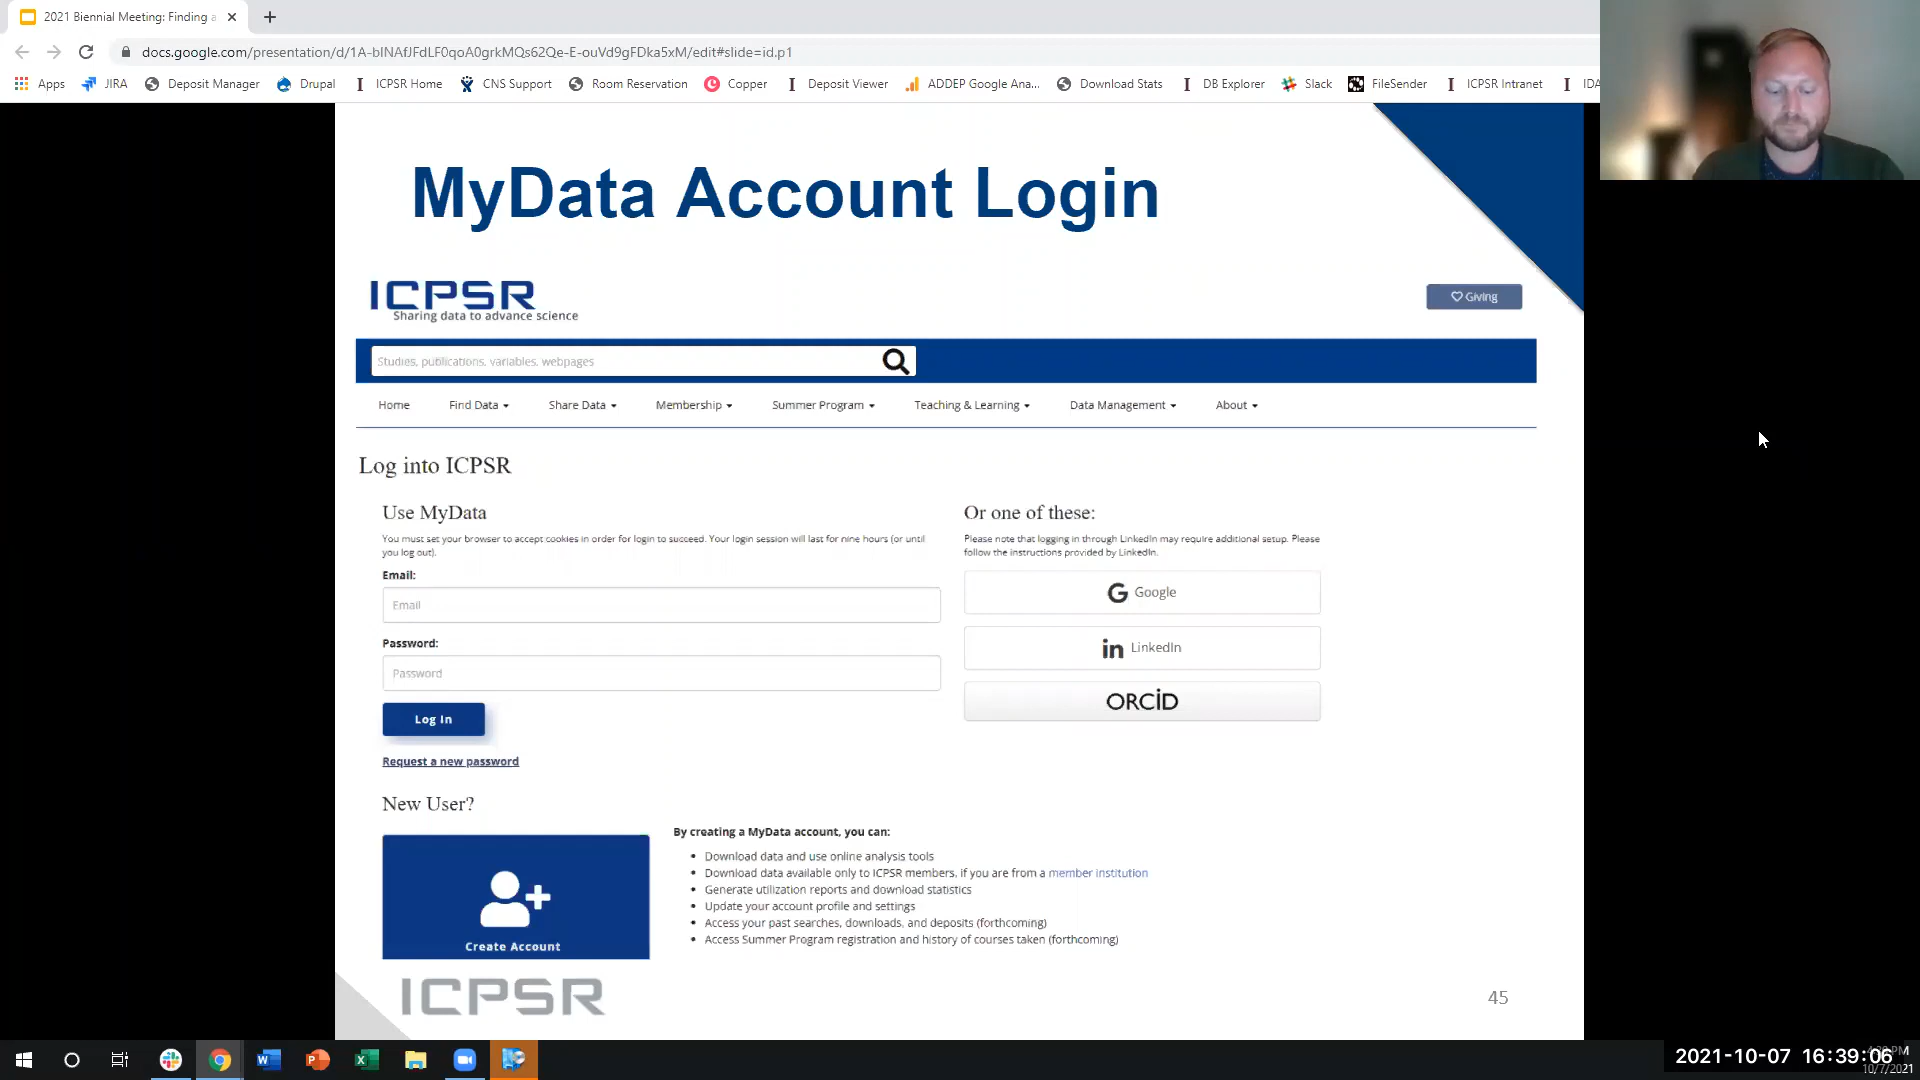 2021 Biennial Meeting: Finding a
docs.google.com/presentation/d/1A-bINAfJFdLF0qoA0grkMQs62Qe-E-ouVd9gFDka5xM/edit#slide=id.p1
Apps JIRA Deposit Manager Drupal ICPSR Home CNS Support Room Reservation Copper Deposit Viewer ADDEP Google Ana... Download Stats DB Explorer Slack FileSender ICPSR Intranet IDA
MyData Account Login
ICPSR
Sharing data to advance science
Giving
Studies, publications, variables, webpages
Home Find Data Share Data Membership Summer Program Teaching & Learning Data Management About
Log into ICPSR
Use MyData
You must set your browser to accept cookies in order for login to succeed. Your login session will last for nine hours (or until
you log out).
Email:
Email
Password:
Password
Log In
Request a new password
Or one of these:
Please note that logging in through LinkedIn may require additional setup. Please
follow the instructions provided by LinkedIn.
Google
LinkedIn
ORCID
New User?
Create Account
By creating a MyData account, you can:
• Download data and use online analysis tools
• Download data available only to ICPSR members, if you are from a member institution
• Generate utilization reports and download statistics
• Update your account profile and settings
• Access your past searches, downloads, and deposits (forthcoming)
• Access Summer Program registration and history of courses taken (forthcoming)
ICPSR
45
2021-10-07 16:39:06
10/7/2021